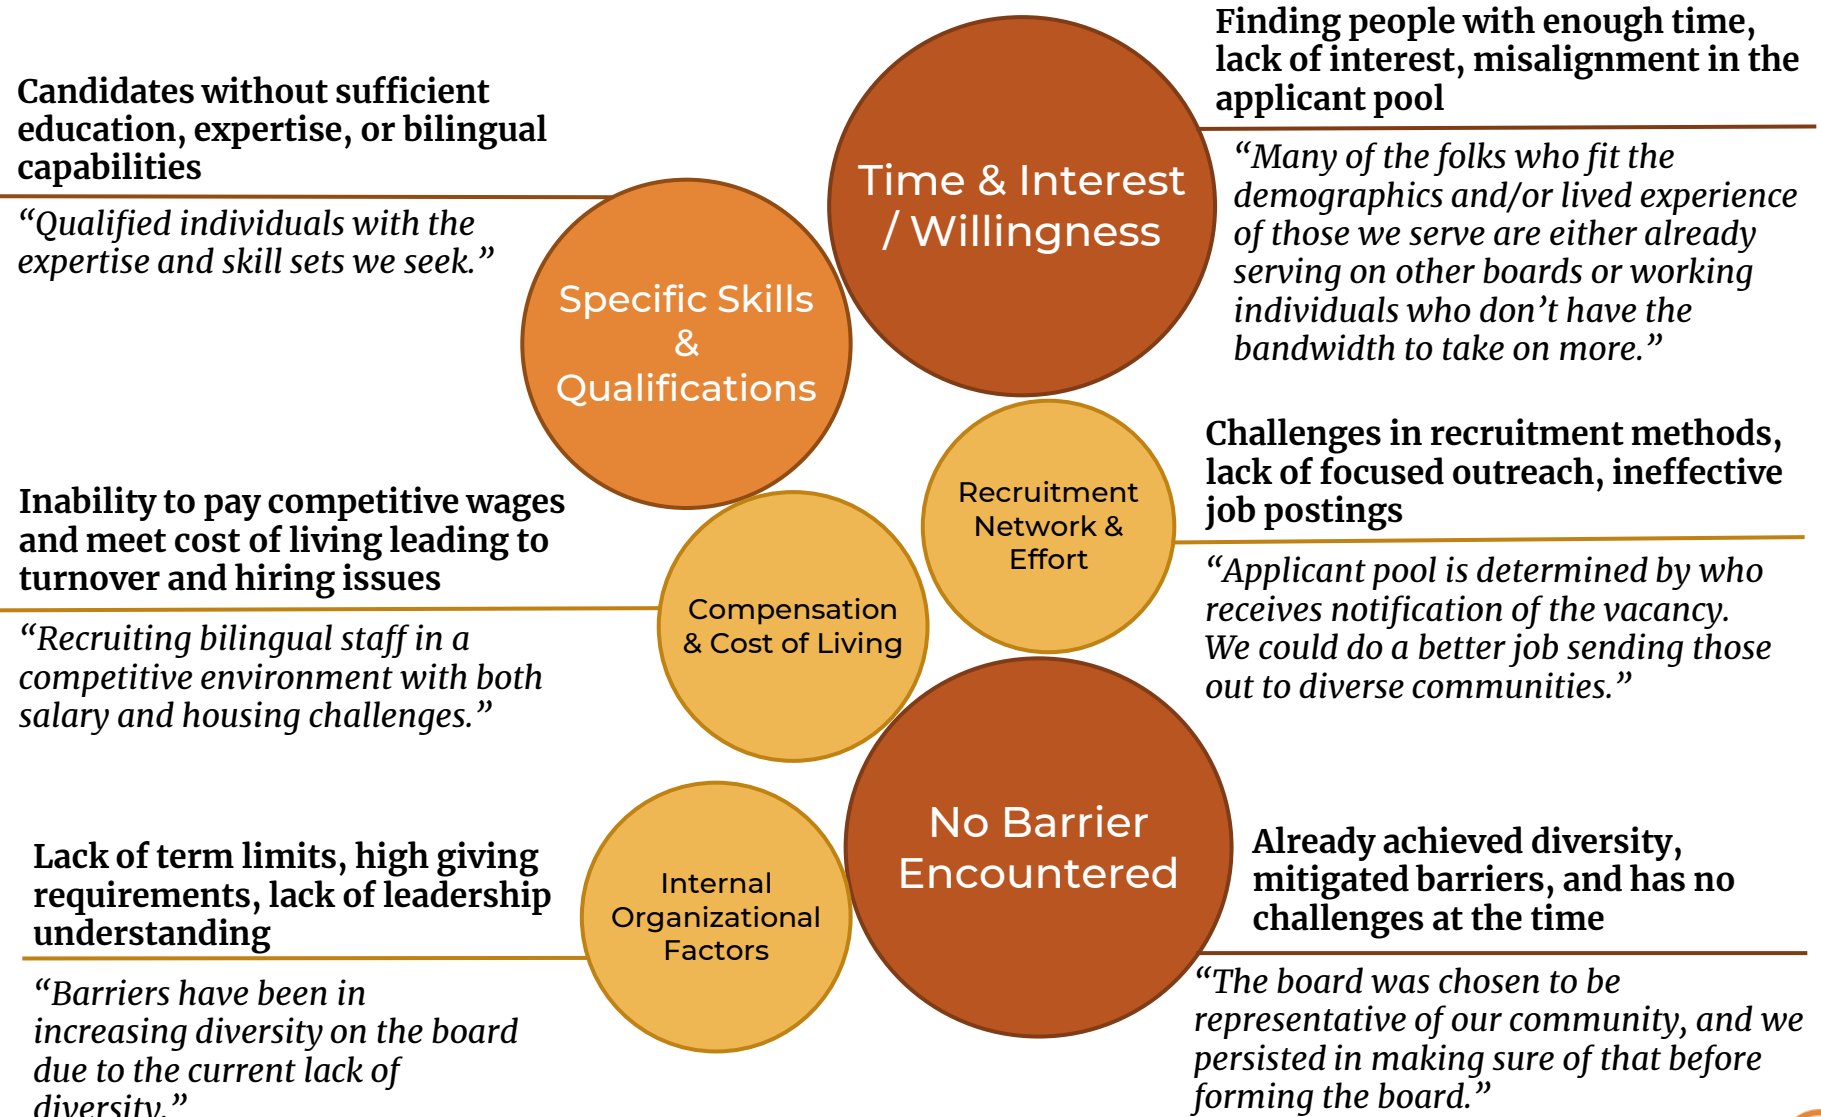 Candidates without sufficient
education, expertise, or bilingual
capabilities
“Qualified individuals with the
expertise and skill sets we seek.”
Specific Skills
&
Qualifications
Finding people with enough time,
lack of interest, misalignment in the
applicant pool
Time & Interest
/ Willingness
“Many of the folks who fit the
demographics and/or lived experience
of those we serve are either already
serving on other boards or working
individuals who don’t have the
bandwidth to take on more.”
Inability to pay competitive wages
and meet cost of living leading to
turnover and hiring issues
“Recruiting bilingual staff in a
competitive environment with both
salary and housing challenges.”
Compensation
& Cost of Living
Challenges in recruitment methods,
lack of focused outreach, ineffective
job postings
Recruitment
Network &
Effort
“Applicant pool is determined by who
receives notification of the vacancy.
We could do a better job sending those
out to diverse communities.”
Lack of term limits, high giving
requirements, lack of leadership
understanding
“Barriers have been in
increasing diversity on the board
due to the current lack of
diversity.”
Internal
Organizational
Factors
No Barrier
Encountered
Already achieved diversity,
mitigated barriers, and has no
challenges at the time
“The board was chosen to be
representative of our community, and we
persisted in making sure of that before
forming the board.”